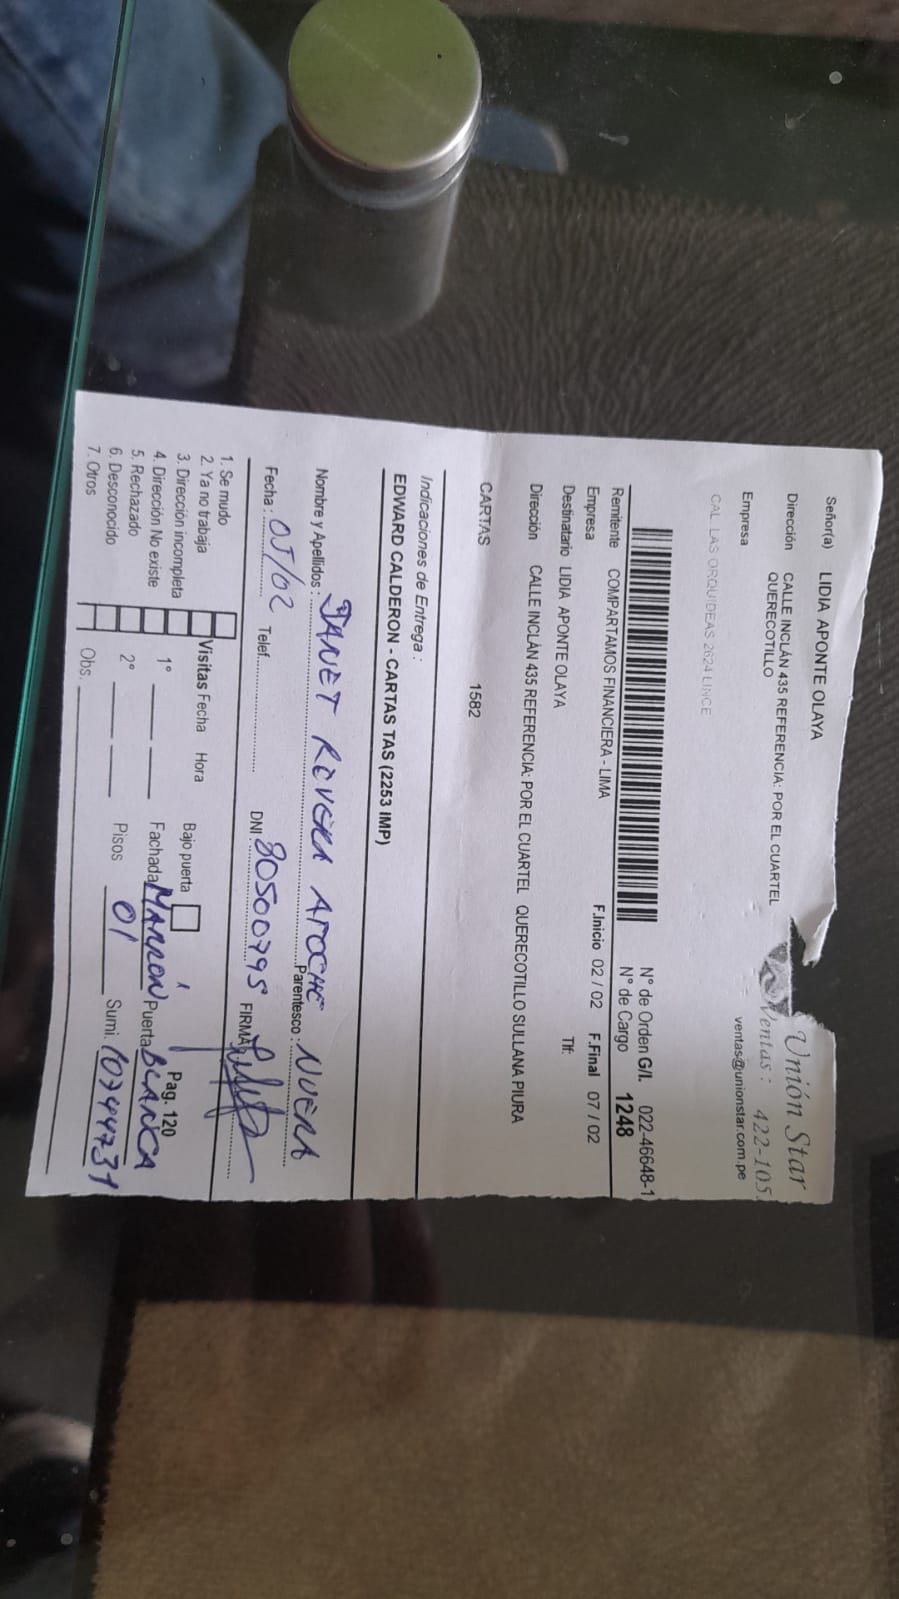 Señor(a) LIDIA APONTE OLAYA
Unión Star
Dirección CALLE INCLÁN 435 REFERENCIA: POR EL CUARTEL
QUERECOTILLO
Ventas : 422-105
Empresa
ventas@unionstar.com.pe
CAL LAS ORQUIDEAS 2624 LINCE
N° de Orden G/I. 022-46648-1
N° de Cargo 1248
Remitente COMPARTAMOS FINANCIERA - LIMA
F.Inicio 02 / 02 F.Final 07 / 02
Empresa
Destinatario LIDIA APONTE OLAYA
Tlf:
Dirección CALLE INCLÁN 435 REFERENCIA: POR EL CUARTEL QUERECOTILLO SULLANA PIURA
CARTAS 1582
Indicaciones de Entrega :
EDWARD CALDERON - CARTAS TAS (2253 IMP)
Nombre y Apellidos : JANET RIVERA APOCHE Parentesco : NUERA
Fecha : 05/02 Telef. DNI: 80500795 FIRMA
1. Se mudo
2. Ya no trabaja
3. Dirección incompleta
4. Dirección No existe
5. Rechazado
6. Desconocido
7. Otros
Visitas Fecha Hora
1°
2°
Obs.
Bajo puerta
Pag. 120
Fachada MARRON Puerta BLANCA
Pisos 01 Sumi. 10744731